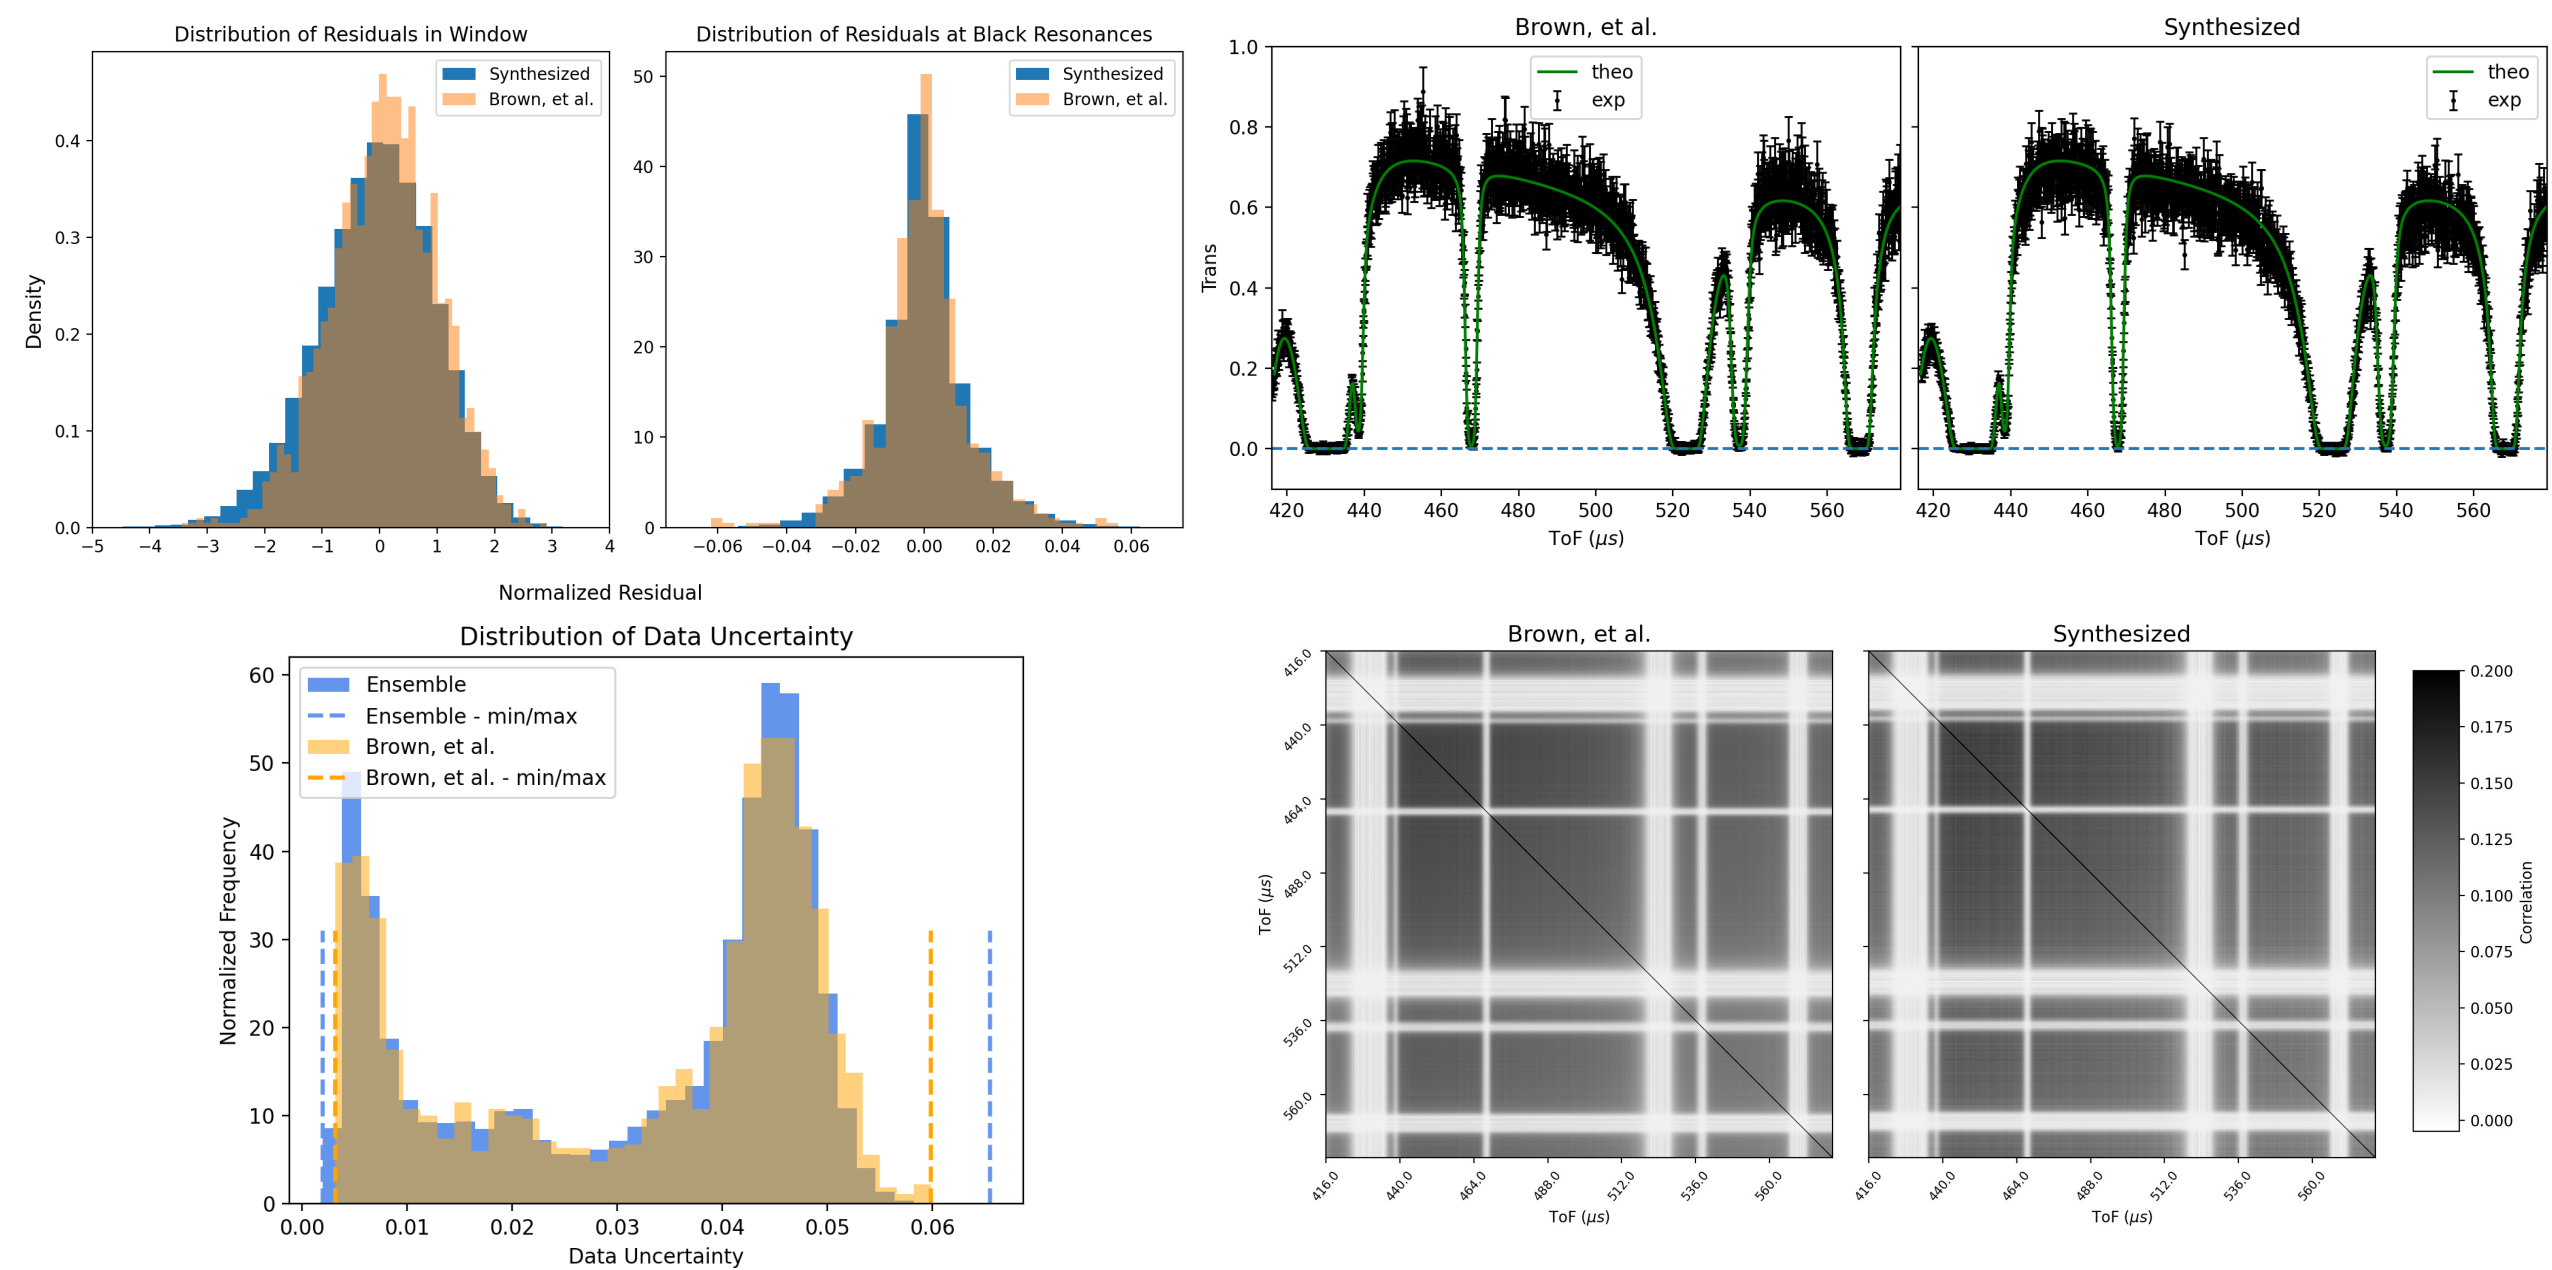 Distribution of Residuals in Window
Synthesized
Brown, et al.
Density
0.4
0.3
0.2
0.1
0.0
−5 −4 −3 −2 −1 0 1 2 3 4
Distribution of Residuals at Black Resonances
Synthesized
Brown, et al.
50
40
30
20
10
0
−0.06 −0.04 −0.02 0.00 0.02 0.04 0.06
Normalized Residual
Brown, et al.
theo
exp
Trans
1.0
0.8
0.6
0.4
0.2
0.0
420 440 460 480 500 520 540 560
ToF (μs)
Synthesized
theo
exp
420 440 460 480 500 520 540 560
ToF (μs)
Distribution of Data Uncertainty
Ensemble
Ensemble - min/max
Brown, et al.
Brown, et al. - min/max
Normalized Frequency
60
50
40
30
20
10
0
0.00 0.01 0.02 0.03 0.04 0.05 0.06
Data Uncertainty
Brown, et al.
ToF (μs)
416.0
440.0
464.0
488.0
512.0
536.0
560.0
416.0 440.0 464.0 488.0 512.0 536.0 560.0
ToF (μs)
Synthesized
416.0 440.0 464.0 488.0 512.0 536.0 560.0
ToF (μs)
0.200
0.175
0.150
0.125
0.100
0.075
0.050
0.025
0.000
Correlation